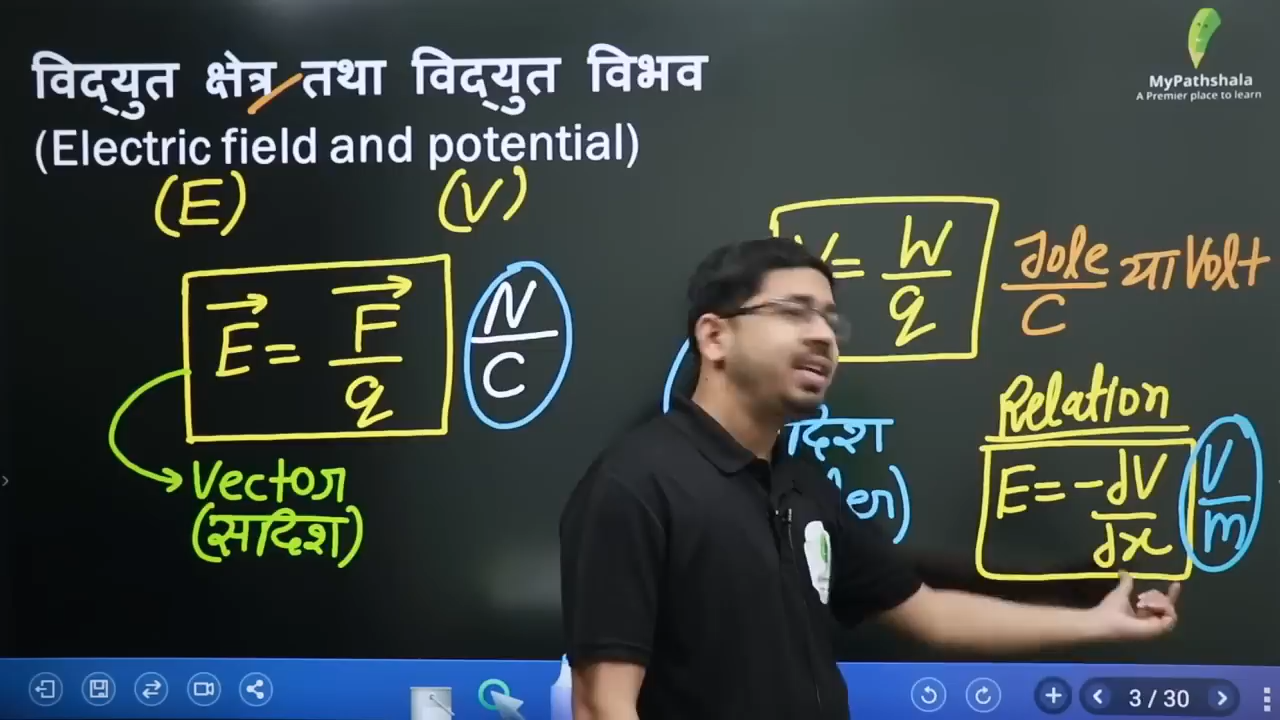 विद्युत क्षेत्र तथा विद्युत विभव
(Electric field and potential)
(E) (V)
E = F/q
N/C
Vector
(सादिश)
V = W/q
Jole/C या Volt
Relation
E = -dV/dx
V/m
MyPathshala
A Premier place to learn
3 / 30